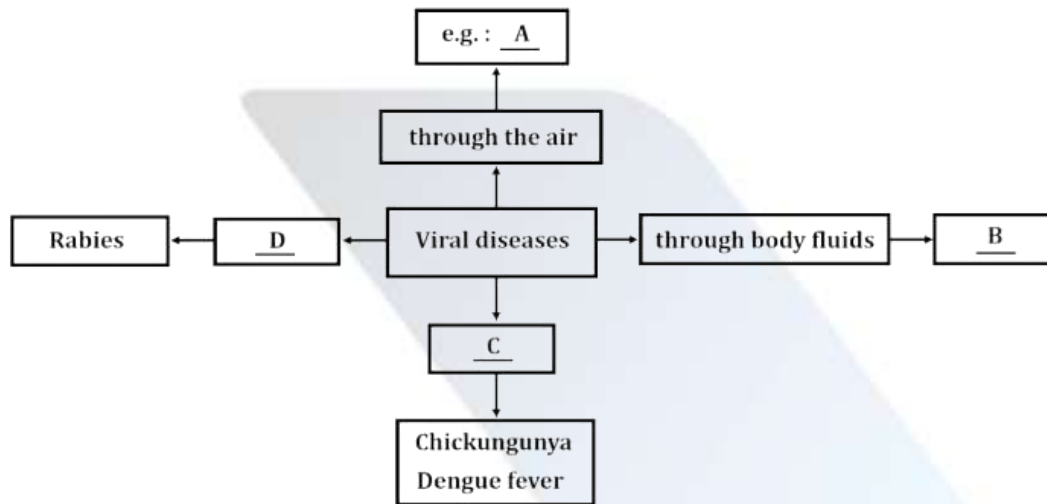 e.g. : A
through the air
Rabies
D
Viral diseases
through body fluids
B
C
Chickungunya
Dengue fever